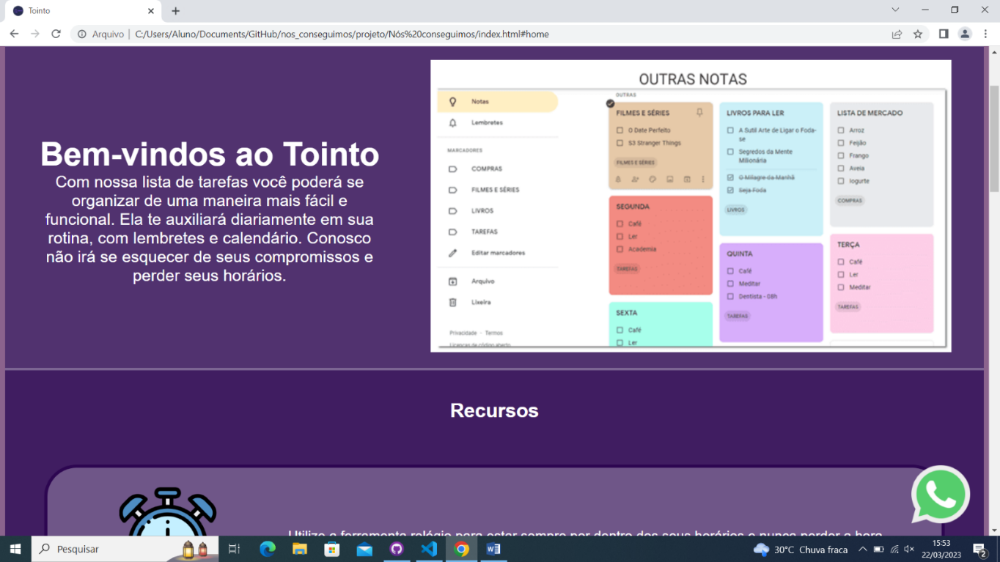 Tointo
Arquivo | C:/Users/Aluno/Documents/GitHub/nos_conseguimos/projeto/Nós%20conseguimos/index.html#home
Bem-vindos ao Tointo
Com nossa lista de tarefas você poderá se
organizar de uma maneira mais fácil e
funcional. Ela te auxiliará diariamente em sua
rotina, com lembretes e calendário. Conosco
não irá se esquecer de seus compromissos e
perder seus horários.
OUTRAS NOTAS
Notas
Lembretes
MARCADORES
COMPRAS
FILMES E SÉRIES
LIVROS
TAREFAS
Editar marcadores
Arquivo
Lixeira
Privacidade - Termos
Licenças de código aberto
OUTRAS
FILMES E SÉRIES
O Date Perfeito
S3 Stranger Things
FILMES E SÉRIES
SEGUNDA
Café
Ler
Academia
TAREFAS
SEXTA
Café
Ler
LIVROS PARA LER
A Sutil Arte de Ligar o Foda-
se
Segredos da Mente
Milionária
O Milagre da Manhã
Seja Foda
LIVROS
QUINTA
Café
Meditar
Dentista - 08h
TAREFAS
LISTA DE MERCADO
Arroz
Feijão
Frango
Aveia
Iogurte
COMPRAS
TERÇA
Café
Ler
Meditar
TAREFAS
Recursos
Utilize a ferramenta relógio para estar sempre por dentro dos seus horários e nunca perder a hora
Pesquisar
30°C Chuva fraca
15:53
22/03/2023
2